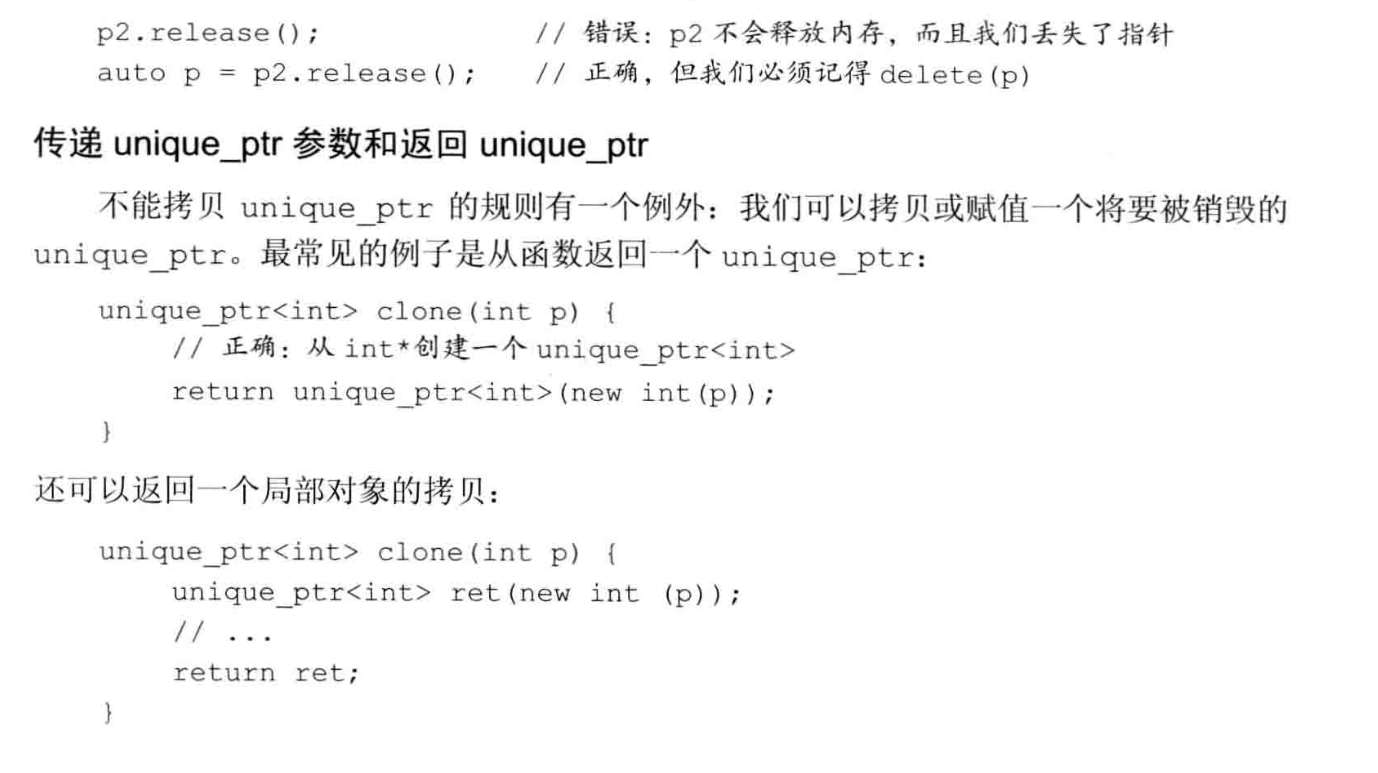 p2.release();               // 错误：p2 不会释放内存，而且我们丢失了指针
auto p = p2.release();   // 正确，但我们必须记得 delete(p)
传递 unique_ptr 参数和返回 unique_ptr
不能拷贝 unique_ptr 的规则有一个例外：我们可以拷贝或赋值一个将要被销毁的
unique_ptr。最常见的例子是从函数返回一个 unique_ptr：
unique_ptr<int> clone(int p) {
// 正确：从 int*创建一个 unique_ptr<int>
return unique_ptr<int>(new int(p));
}
还可以返回一个局部对象的拷贝：
unique_ptr<int> clone(int p) {
unique_ptr<int> ret(new int (p));
// ...
return ret;
}